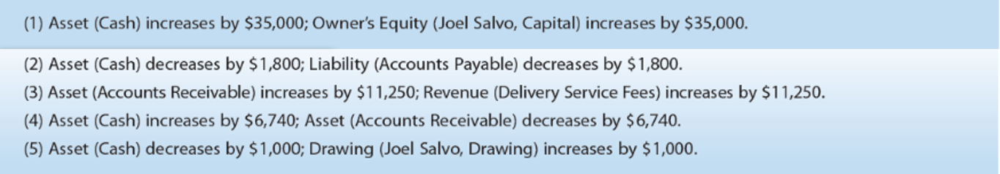 (1) Asset (Cash) increases by $35,000; Owner’s Equity (Joel Salvo, Capital) increases by $35,000.
(2) Asset (Cash) decreases by $1,800; Liability (Accounts Payable) decreases by $1,800.
(3) Asset (Accounts Receivable) increases by $11,250; Revenue (Delivery Service Fees) increases by $11,250.
(4) Asset (Cash) increases by $6,740; Asset (Accounts Receivable) decreases by $6,740.
(5) Asset (Cash) decreases by $1,000; Drawing (Joel Salvo, Drawing) increases by $1,000.